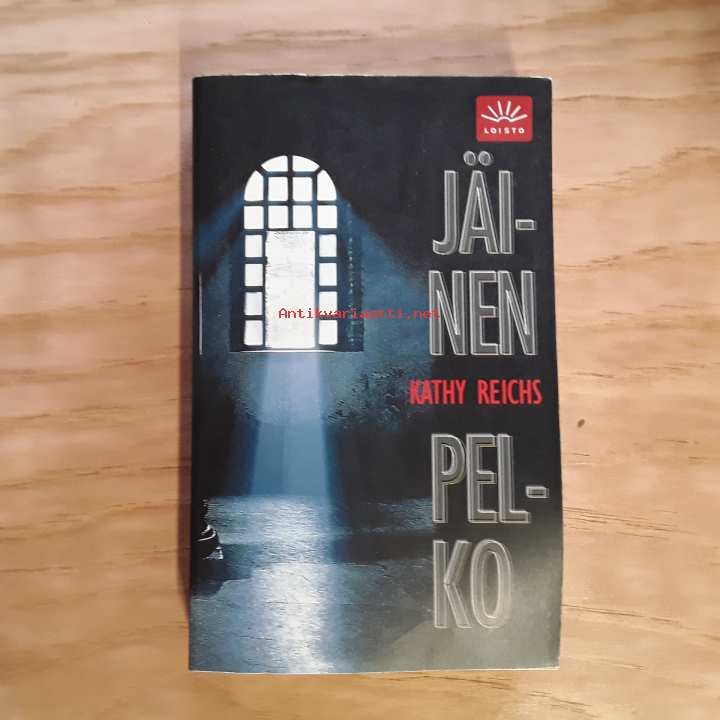 LOISTO
JÄI-
NEN
Antikvariaatti.net
KATHY REICHS
PEL-
KO